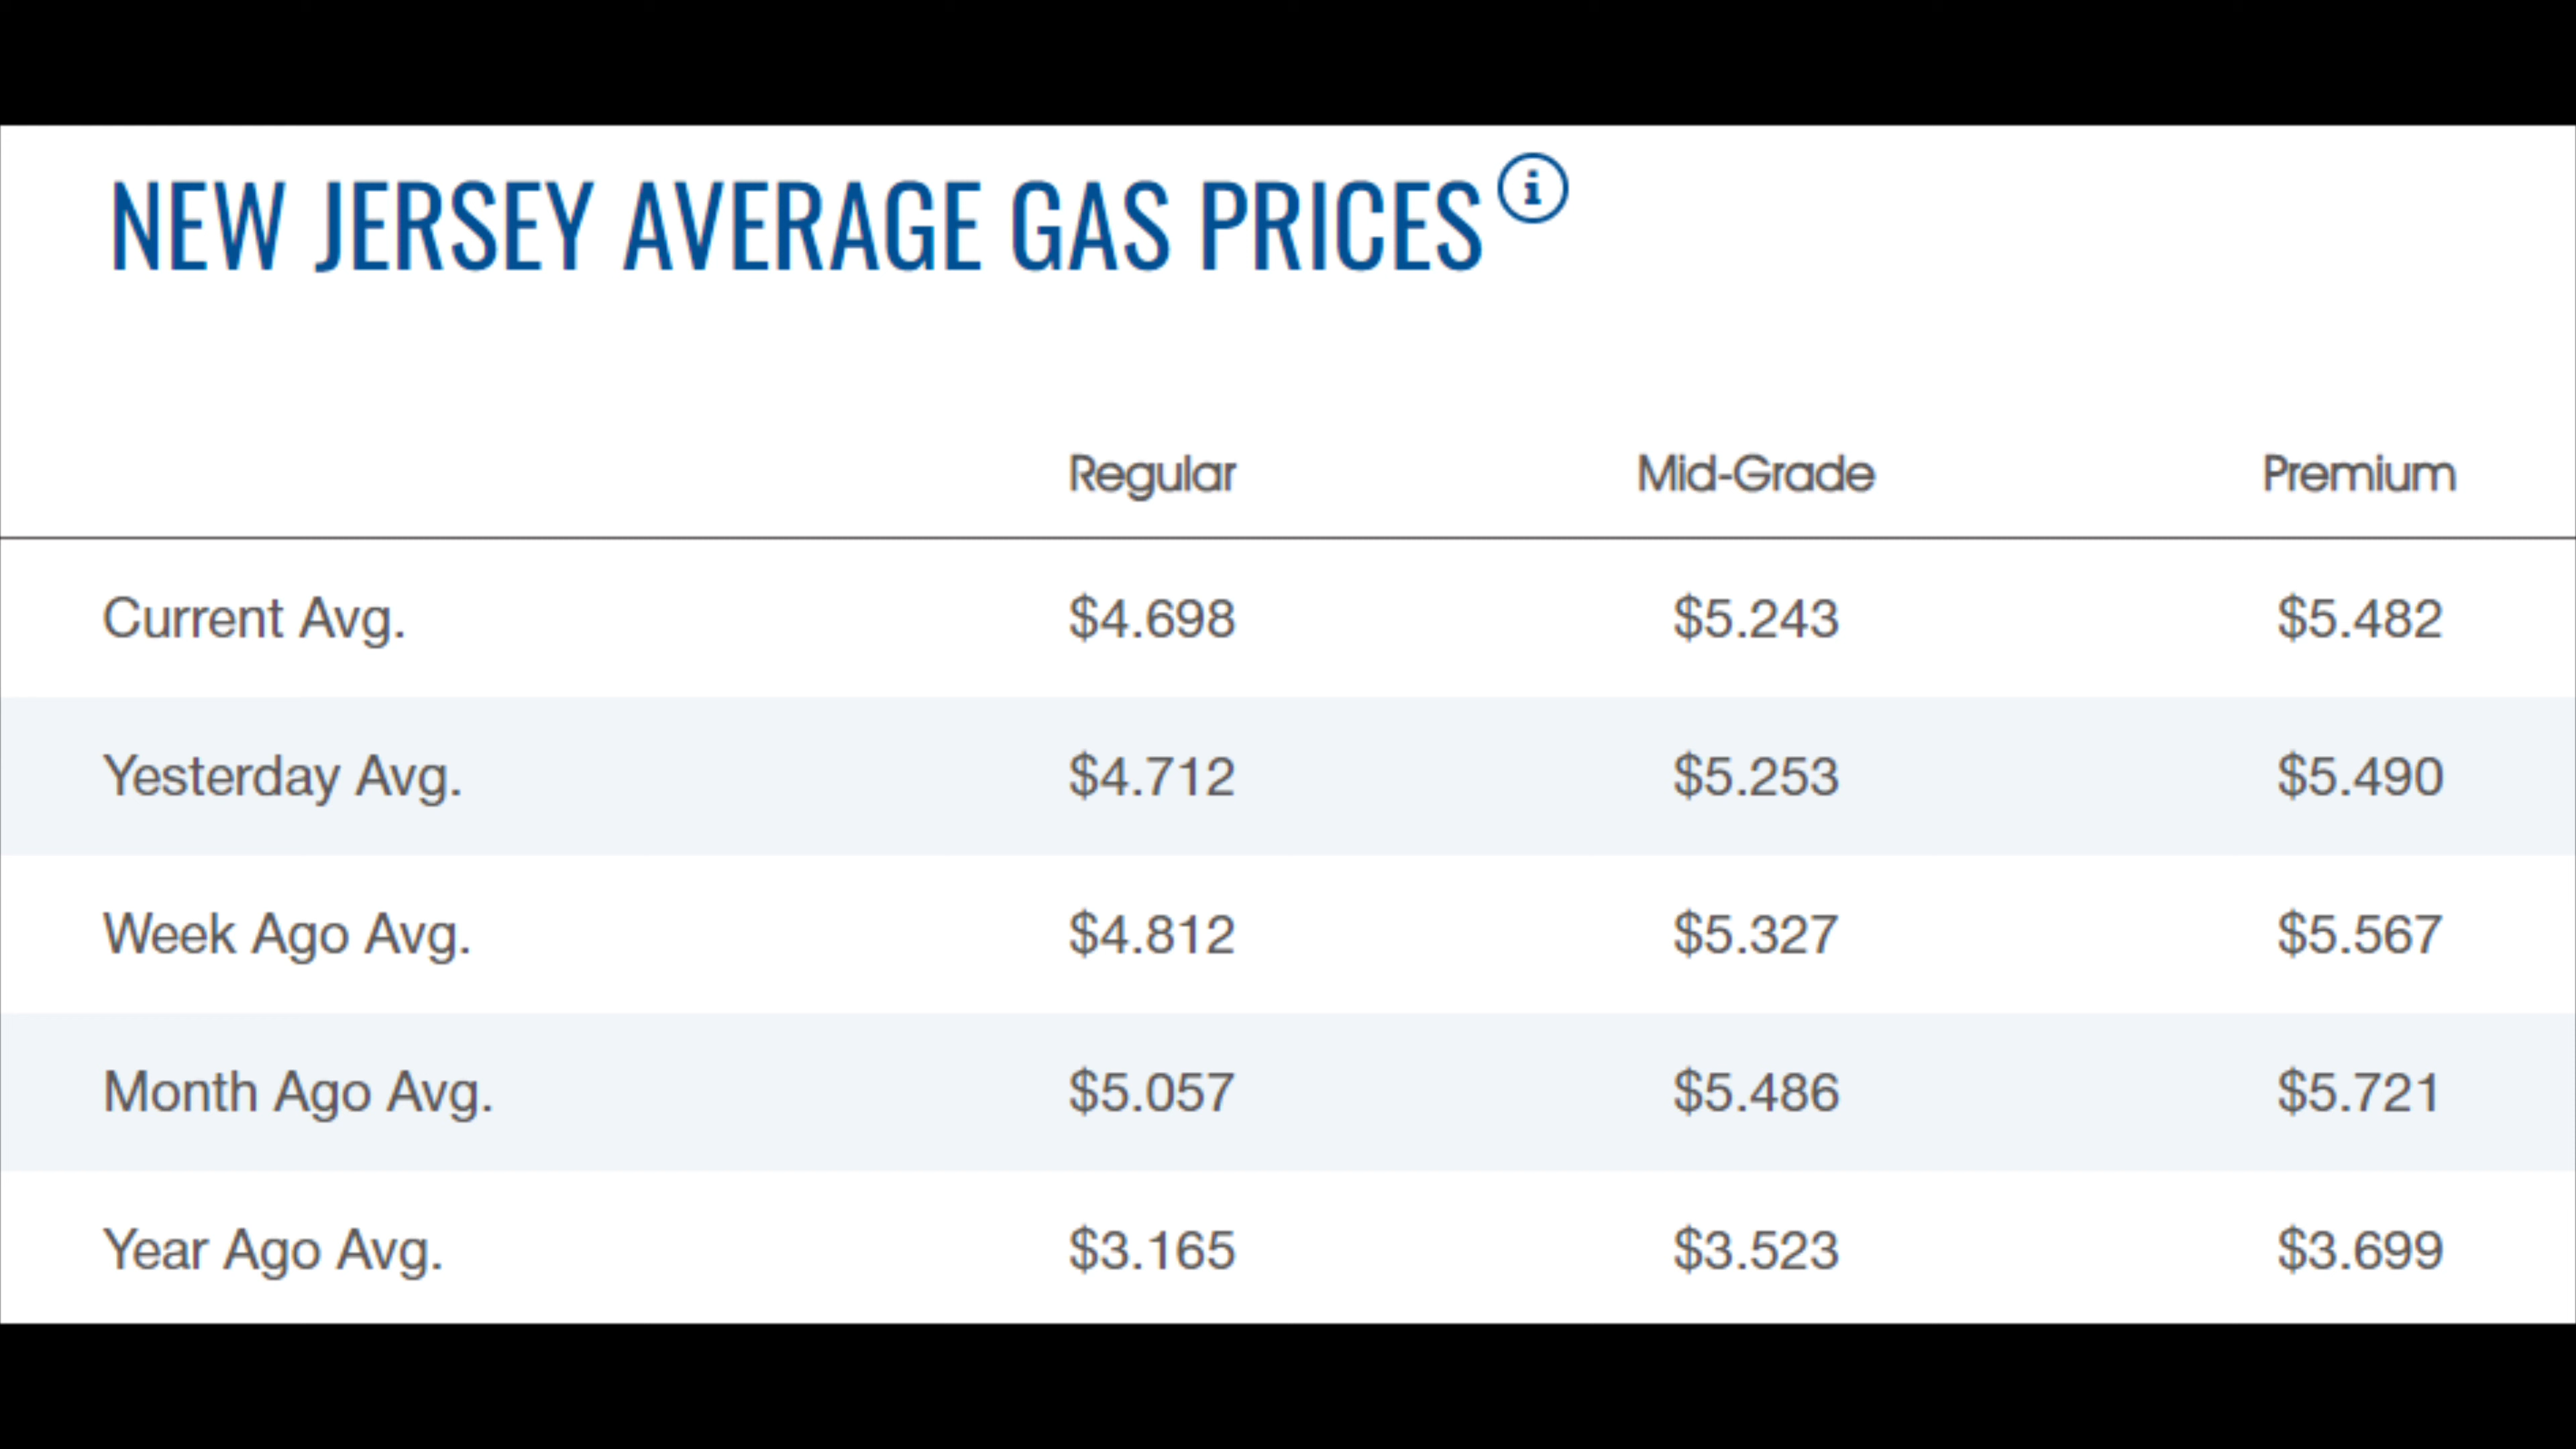 NEW JERSEY AVERAGE GAS PRICES i
Regular Mid-Grade Premium
Current Avg. $4.698 $5.243 $5.482
Yesterday Avg. $4.712 $5.253 $5.490
Week Ago Avg. $4.812 $5.327 $5.567
Month Ago Avg. $5.057 $5.486 $5.721
Year Ago Avg. $3.165 $3.523 $3.699